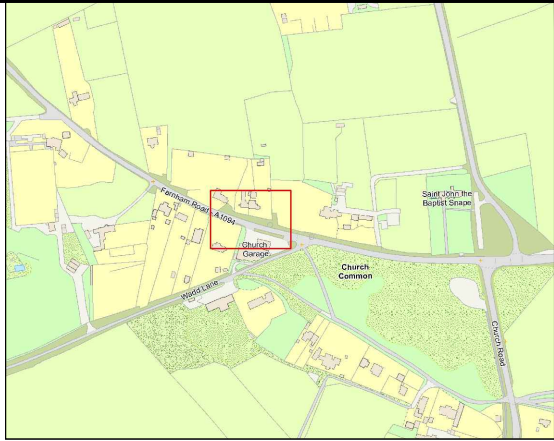 Saint John the
Baptist Snape
Farnham Road - A1094
Church
Garage
Church
Common
Wadd Lane
Church Road